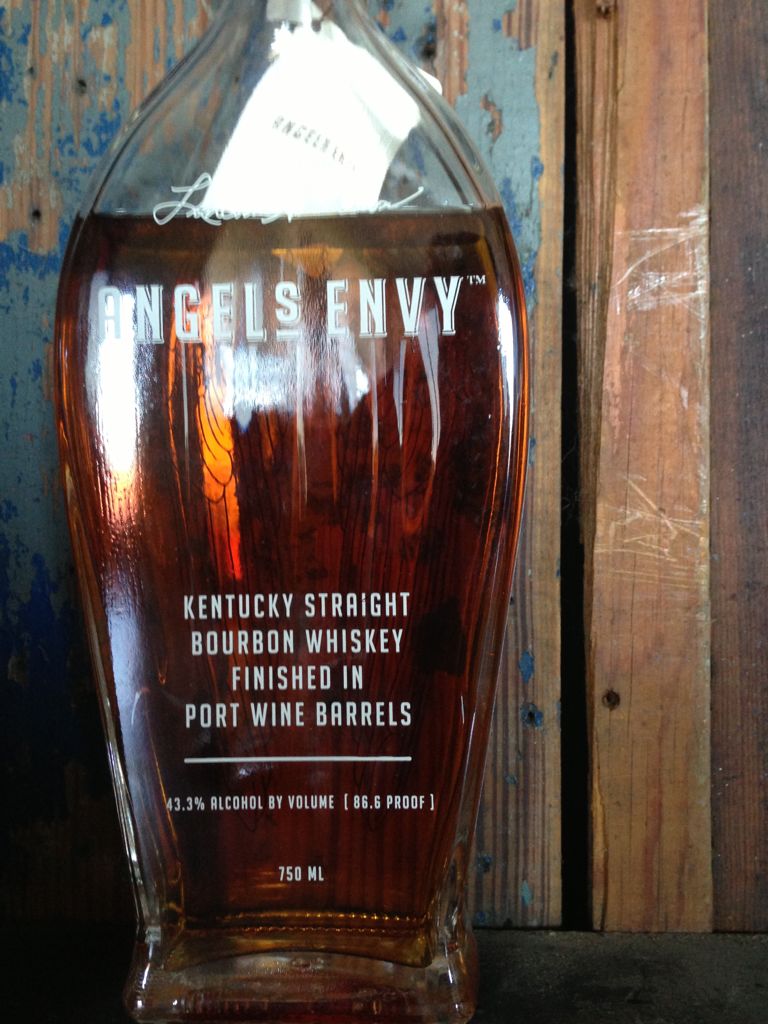 ANGELS ENVY™
KENTUCKY STRAIGHT
BOURBON WHISKEY
FINISHED IN
PORT WINE BARRELS
43.3% ALCOHOL BY VOLUME [ 86.6 PROOF ]
750 ML